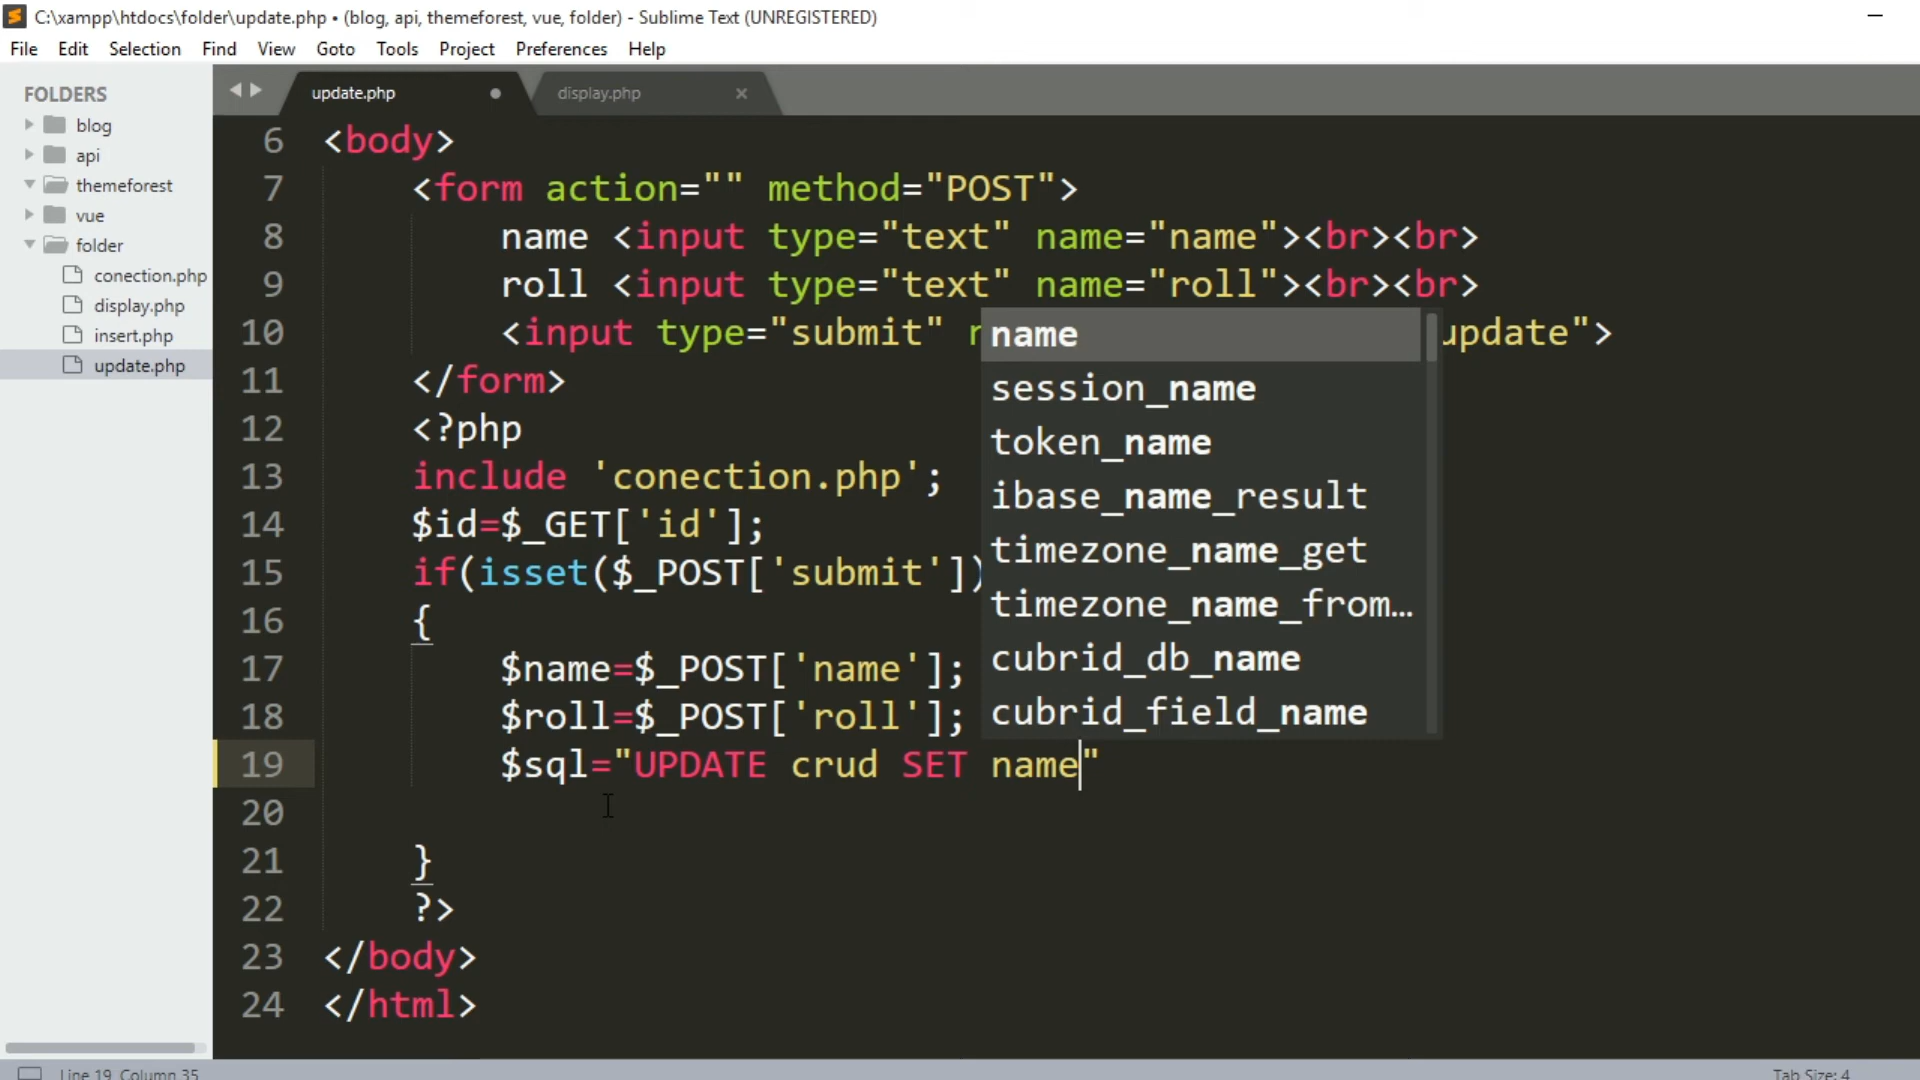 C:\xampp\htdocs\folder\update.php • (blog, api, themeforest, vue, folder) - Sublime Text (UNREGISTERED)
File Edit Selection Find View Goto Tools Project Preferences Help
FOLDERS
blog
api
themeforest
vue
folder
conection.php
display.php
insert.php
update.php
update.php display.php
6 <body>
7 <form action="" method="POST">
8 name <input type="text" name="name"><br><br>
9 roll <input type="text" name="roll"><br><br>
10 <input type="submit" update">
11 </form>
12 <?php
13 include 'conection.php';
14 $id=$_GET['id'];
15 if(isset($_POST['submit'])
16 {
17 $name=$_POST['name'];
18 $roll=$_POST['roll'];
19 $sql="UPDATE crud SET name"
20
21 }
22 ?>
23 </body>
24 </html>
name
session_name
token_name
ibase_name_result
timezone_name_get
timezone_name_from…
cubrid_db_name
cubrid_field_name
Line 19, Column 35
Tab Size: 4